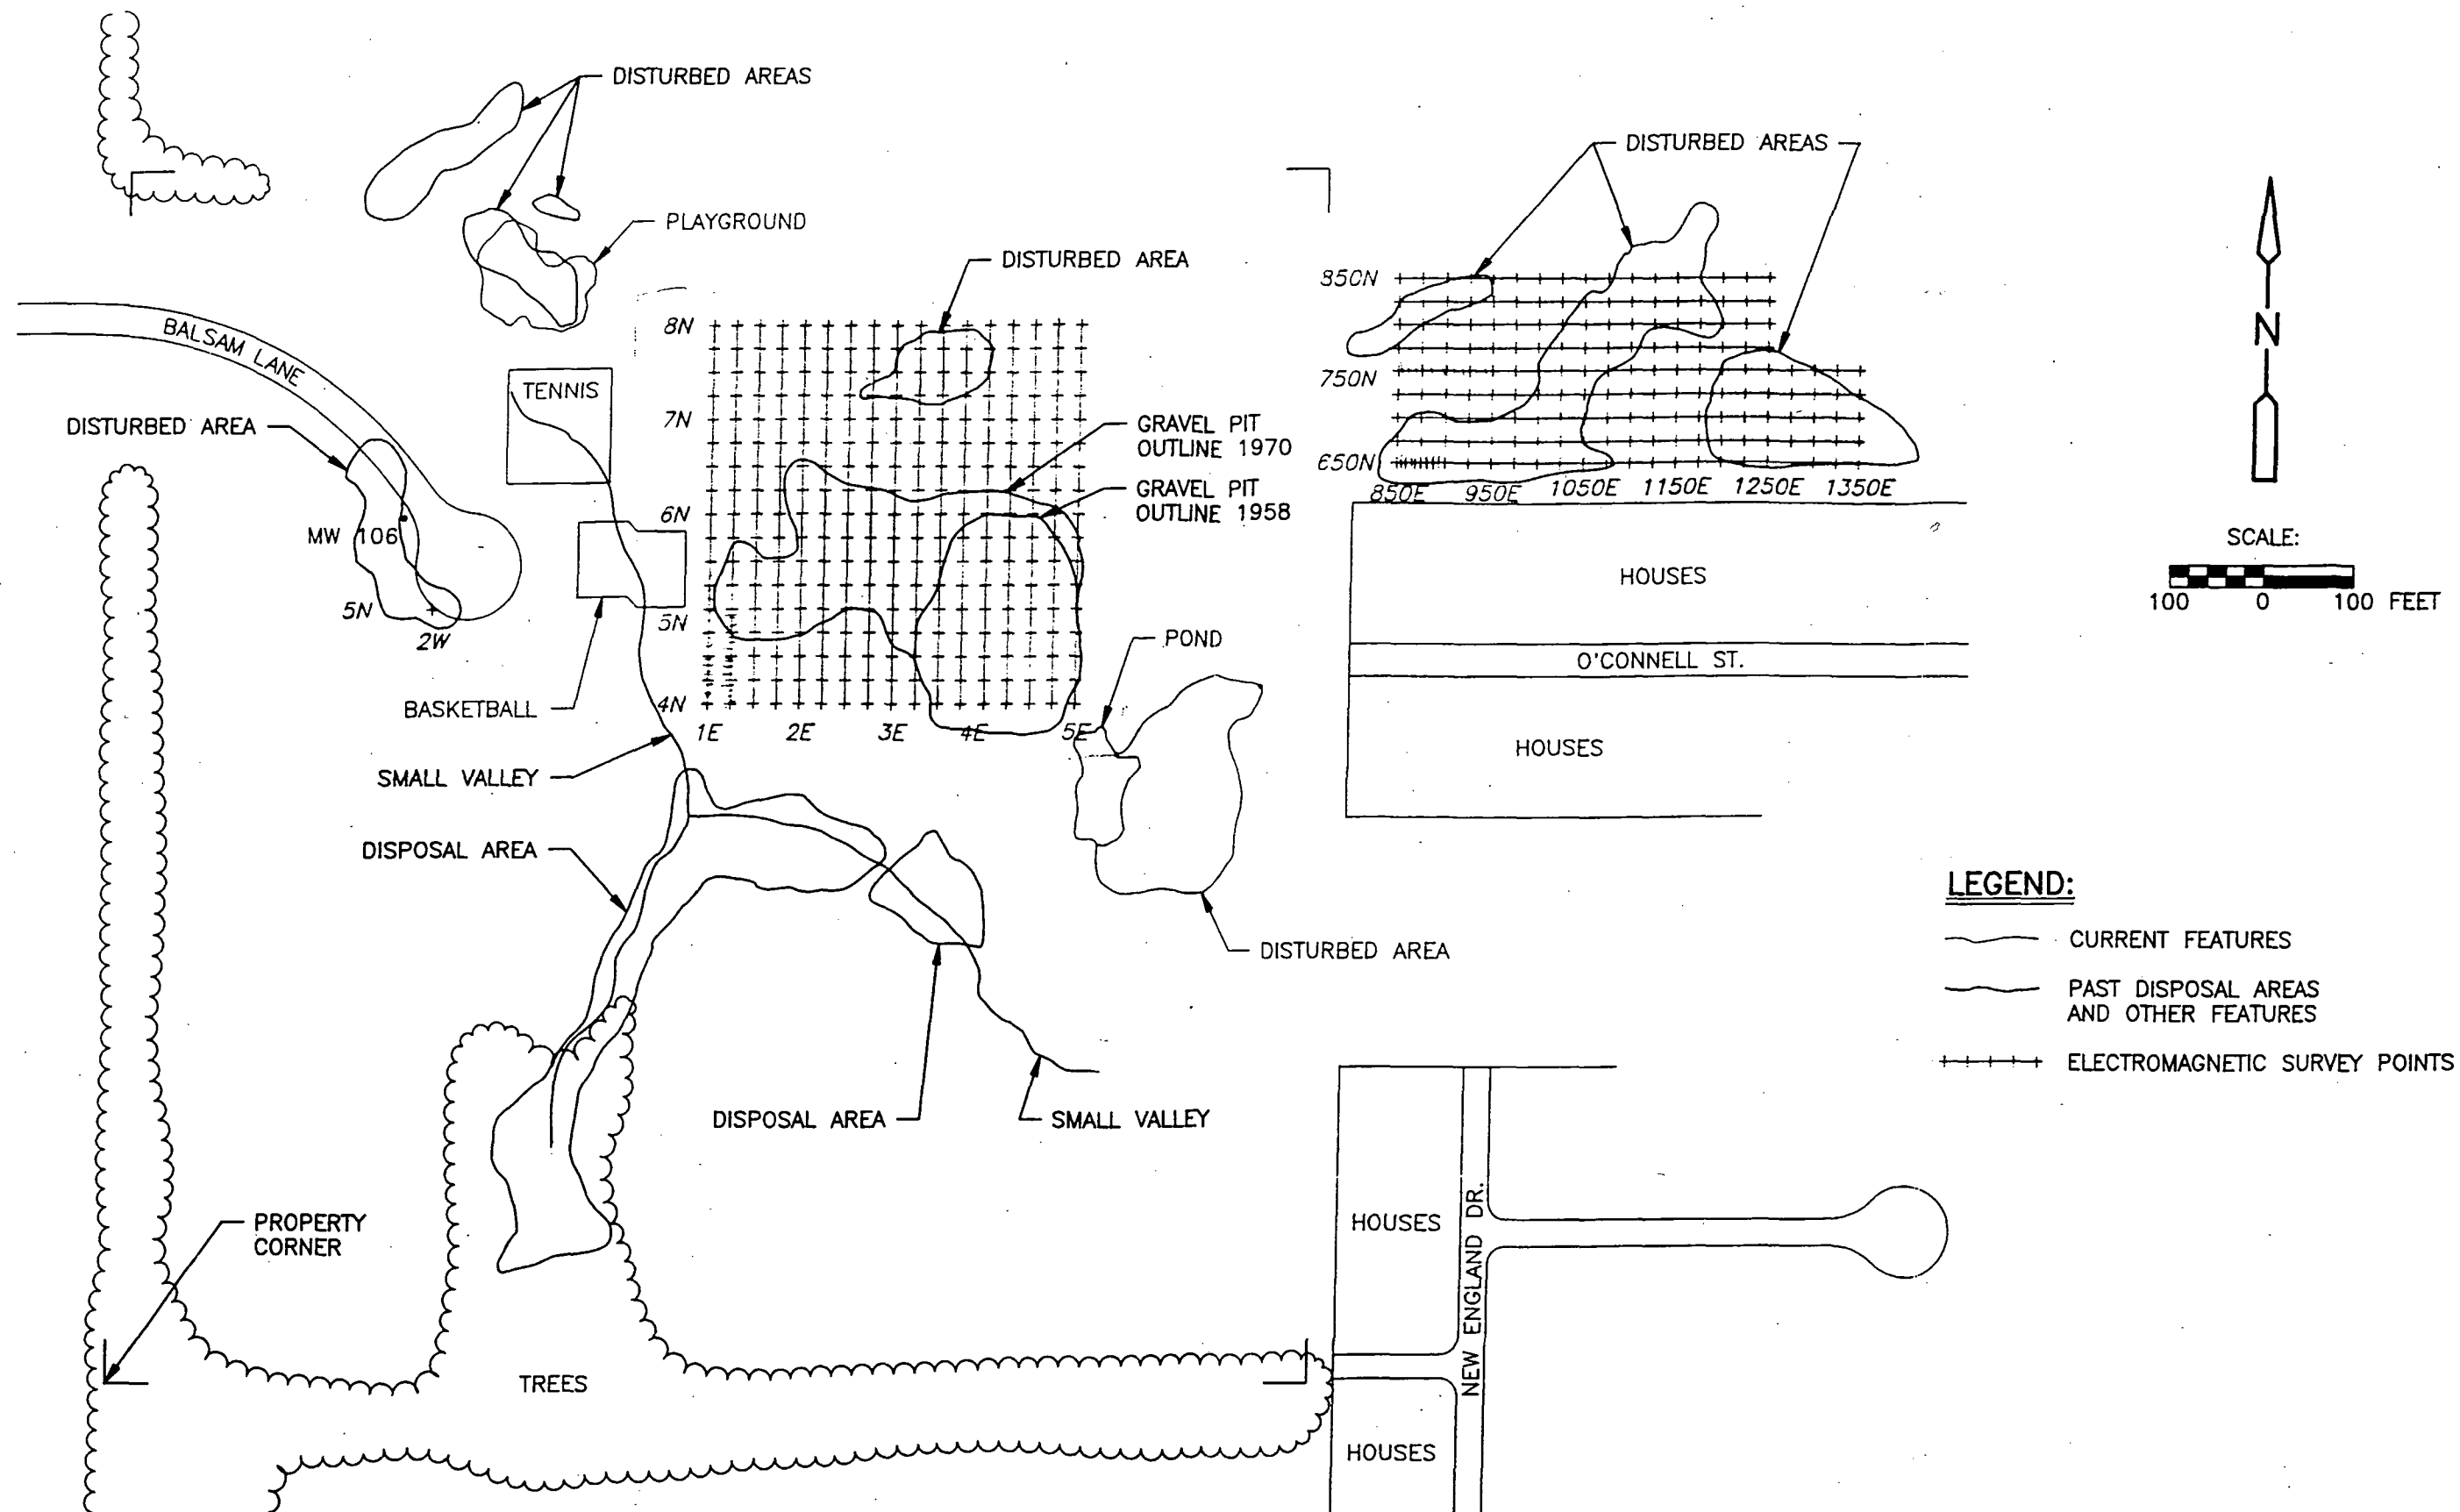 DISTURBED AREAS
DISTURBED AREAS
PLAYGROUND
DISTURBED AREA
850N
8N
N
BALSAM LANE
TENNIS
750N
DISTURBED AREA
7N
GRAVEL PIT
OUTLINE 1970
650N
850E 950E 1050E 1150E 1250E 1350E
GRAVEL PIT
OUTLINE 1958
6N
MW 106
SCALE:
100 0 100 FEET
HOUSES
5N
2W
5N
POND
O'CONNELL ST.
BASKETBALL
4N
1E 2E 3E 4E 5E
HOUSES
SMALL VALLEY
DISPOSAL AREA
LEGEND:
CURRENT FEATURES
PAST DISPOSAL AREAS
AND OTHER FEATURES
ELECTROMAGNETIC SURVEY POINTS
DISTURBED AREA
DISPOSAL AREA
SMALL VALLEY
PROPERTY
CORNER
HOUSES
NEW ENGLAND DR.
TREES
HOUSES